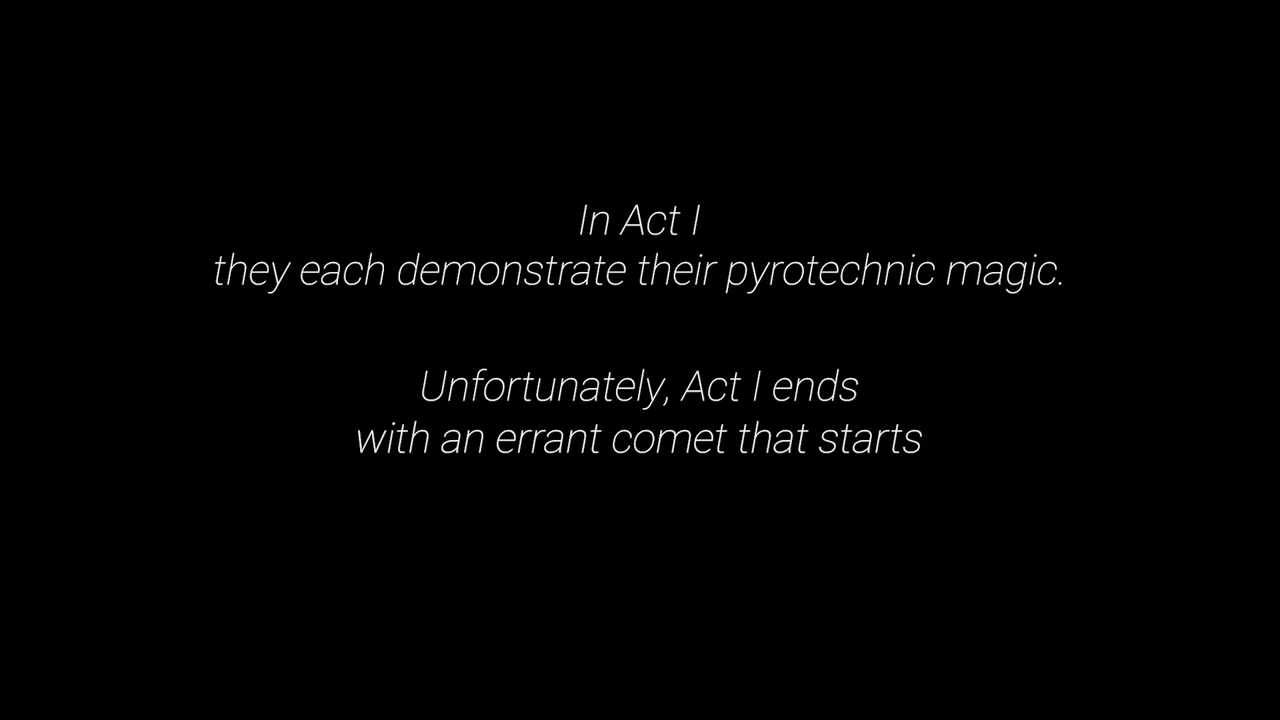 In Act I
they each demonstrate their pyrotechnic magic.
Unfortunately, Act I ends
with an errant comet that starts